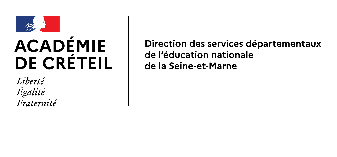 ACADÉMIE
DE CRÉTEIL
Liberté
Égalité
Fraternité
Direction des services départementaux
de l'éducation nationale
de la Seine-et-Marne